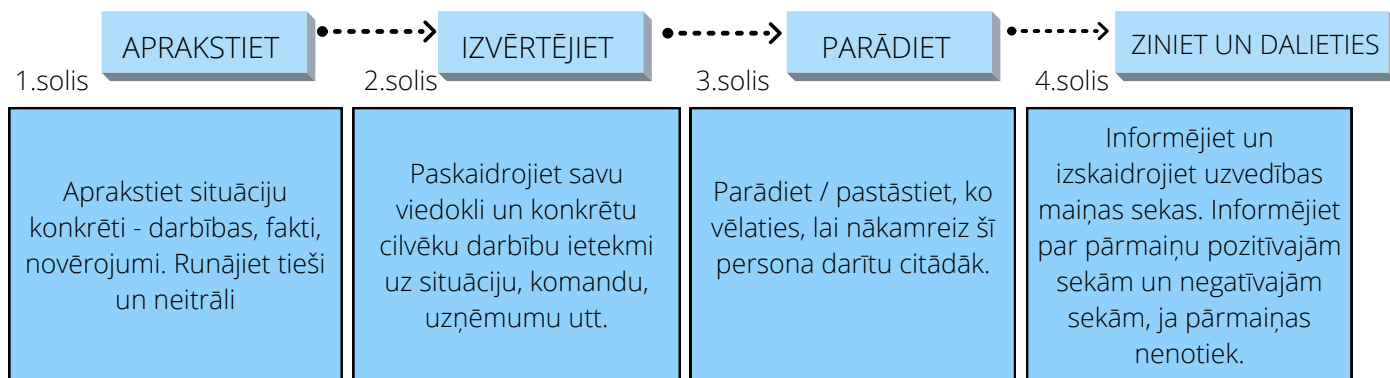 APRAKSTIET
IZVĒRTĒJIET
PARĀDIET
ZINIET UN DALIETIES
1.solis
2.solis
3.solis
4.solis
Aprakstiet situāciju
konkrēti - darbības, fakti,
novērojumi. Runājiet tieši
un neitrāli
Paskaidrojiet savu
viedokli un konkrētu
cilvēku darbību ietekmi
uz situāciju, komandu,
uzņēmumu utt.
Parādiet / pastāstiet, ko
vēlaties, lai nākamreiz šī
persona darītu citādāk.
Informējiet un
izskaidrojiet uzvedības
maiņas sekas. Informējiet
par pārmaiņu pozitīvajām
sekām un negatīvajām
sekām, ja pārmaiņas
nenotiek.